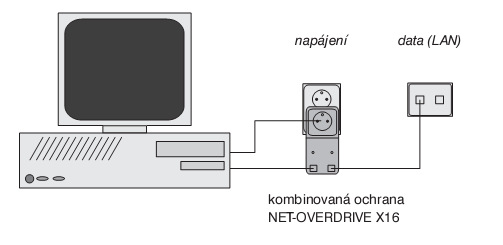 napájení
data (LAN)
kombinovaná ochrana
NET-OVERDRIVE X16